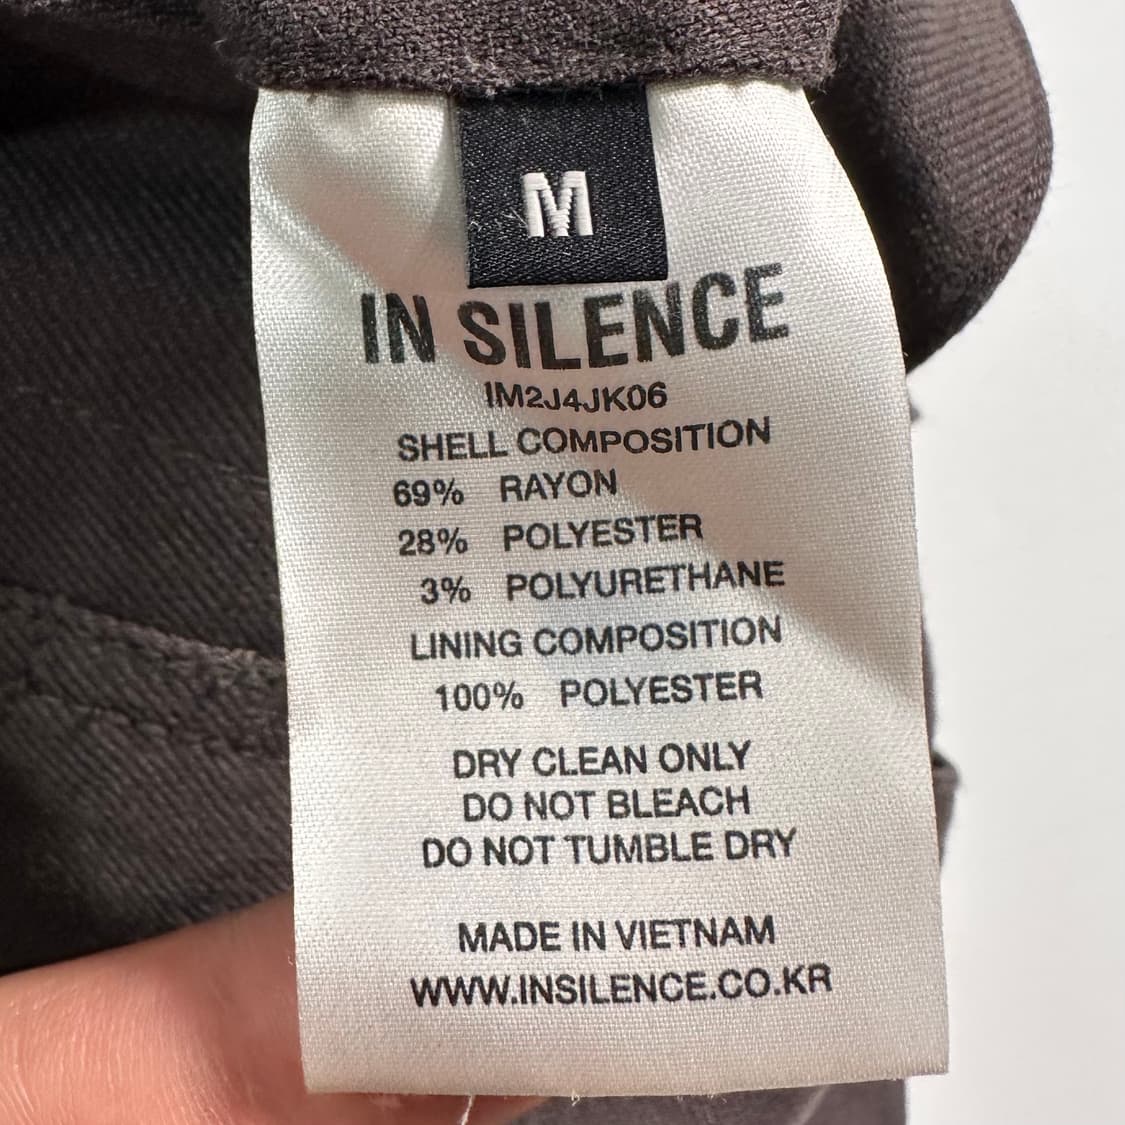 M
IN SILENCE
IM2J4JK06
SHELL COMPOSITION
69% RAYON
28% POLYESTER
3% POLYURETHANE
LINING COMPOSITION
100% POLYESTER
DRY CLEAN ONLY
DO NOT BLEACH
DO NOT TUMBLE DRY
MADE IN VIETNAM
WWW.INSILENCE.CO.KR